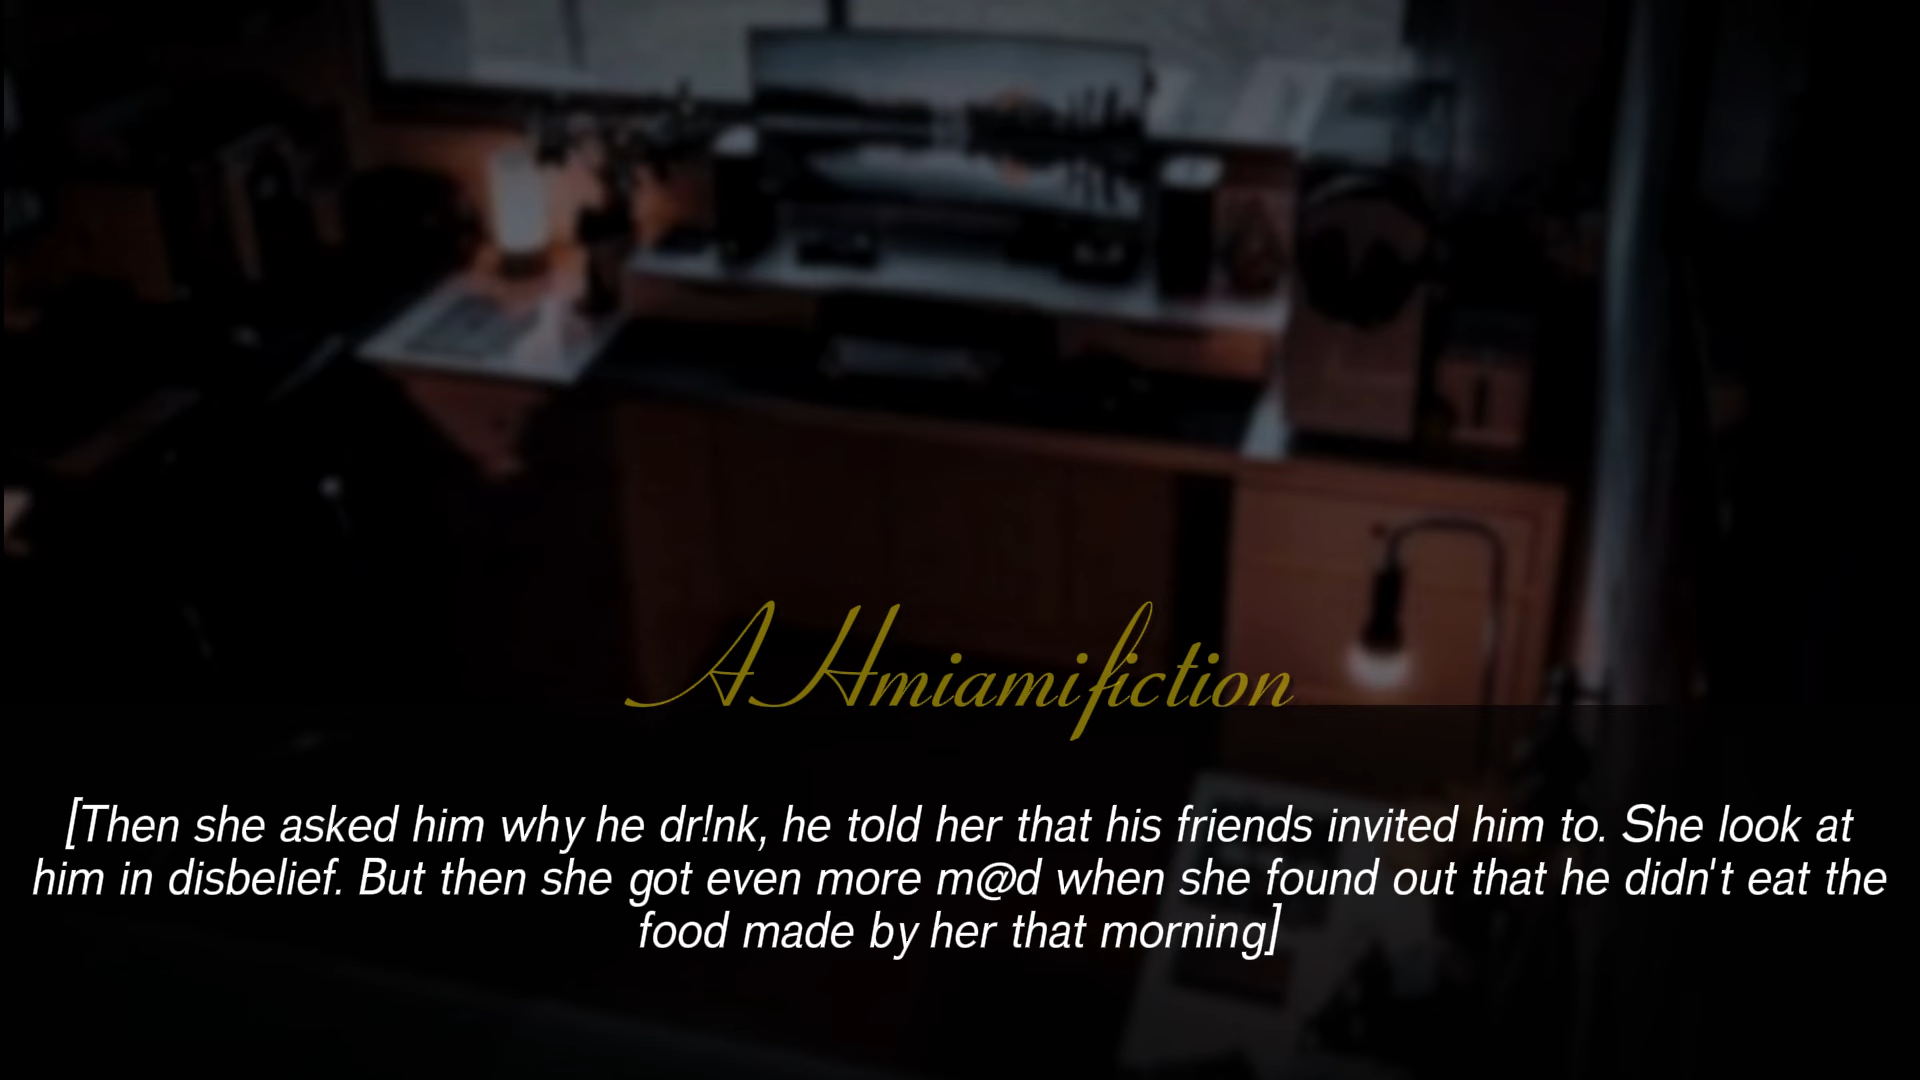 A Hmiamifiction
[Then she asked him why he dr!nk, he told her that his friends invited him to. She look at
him in disbelief. But then she got even more m@d when she found out that he didn't eat the
food made by her that morning]